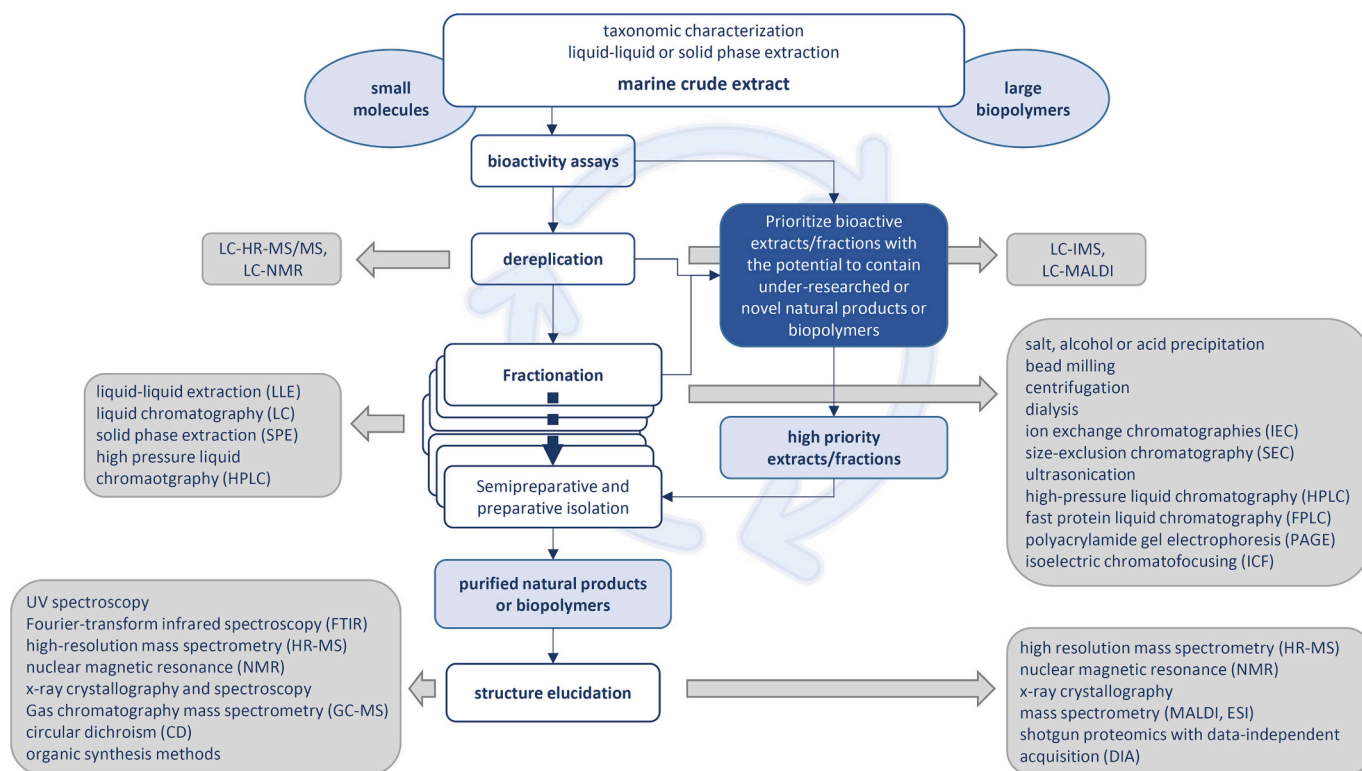 taxonomic characterization
liquid-liquid or solid phase extraction
marine crude extract
small
molecules
large
biopolymers
bioactivity assays
Prioritize bioactive
extracts/fractions with
the potential to contain
under-researched or
novel natural products or
biopolymers
LC-HR-MS/MS,
LC-NMR
dereplication
LC-IMS,
LC-MALDI
Fractionation
liquid-liquid extraction (LLE)
liquid chromatography (LC)
solid phase extraction (SPE)
high pressure liquid
chromaotgraphy (HPLC)
salt, alcohol or acid precipitation
bead milling
centrifugation
dialysis
ion exchange chromatographies (IEC)
size-exclusion chromatography (SEC)
ultrasonication
high-pressure liquid chromatography (HPLC)
fast protein liquid chromatography (FPLC)
polyacrylamide gel electrophoresis (PAGE)
isoelectric chromatofocusing (ICF)
high priority
extracts/fractions
Semipreparative and
preparative isolation
purified natural products
or biopolymers
UV spectroscopy
Fourier-transform infrared spectroscopy (FTIR)
high-resolution mass spectrometry (HR-MS)
nuclear magnetic resonance (NMR)
x-ray crystallography and spectroscopy
Gas chromatography mass spectrometry (GC-MS)
circular dichroism (CD)
organic synthesis methods
structure elucidation
high resolution mass spectrometry (HR-MS)
nuclear magnetic resonance (NMR)
x-ray crystallography
mass spectrometry (MALDI, ESI)
shotgun proteomics with data-independent
acquisition (DIA)